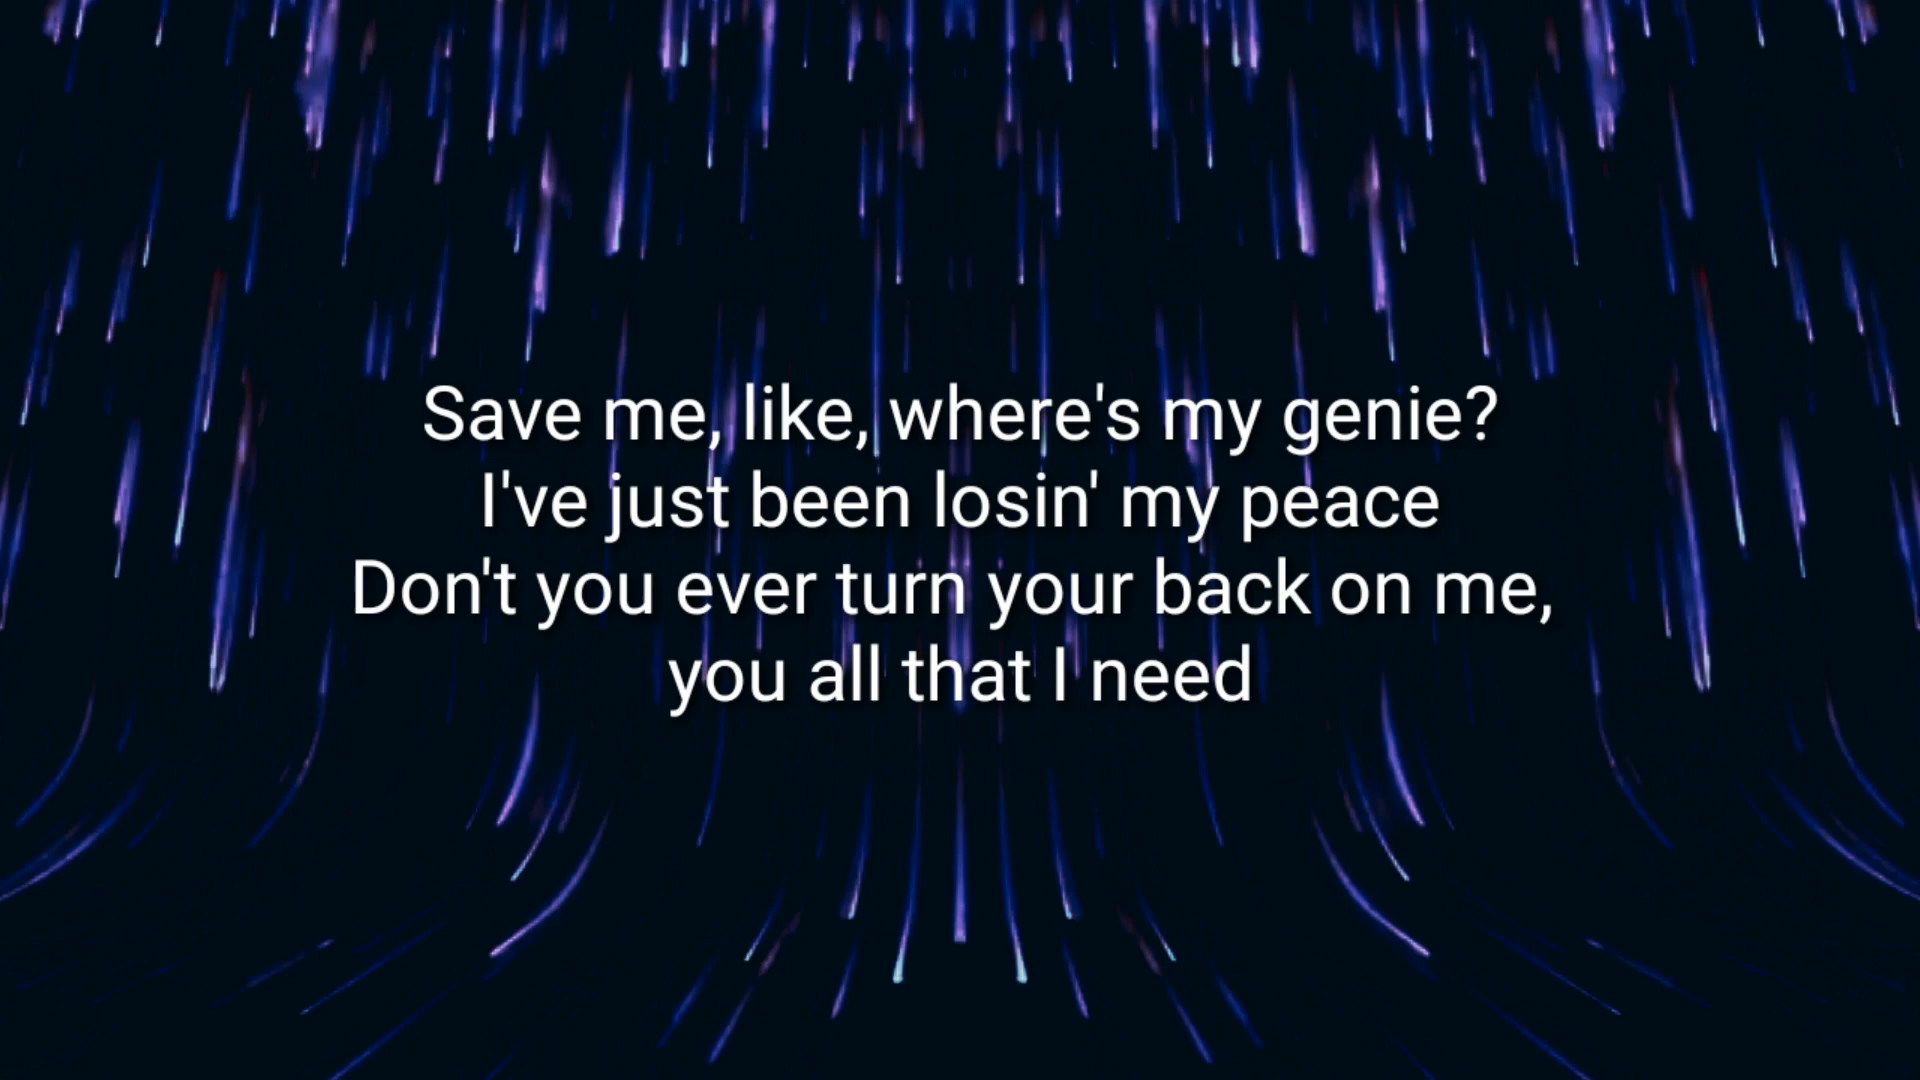 Save me, like, where's my genie?
I've just been losin' my peace
Don't you ever turn your back on me,
you all that I need